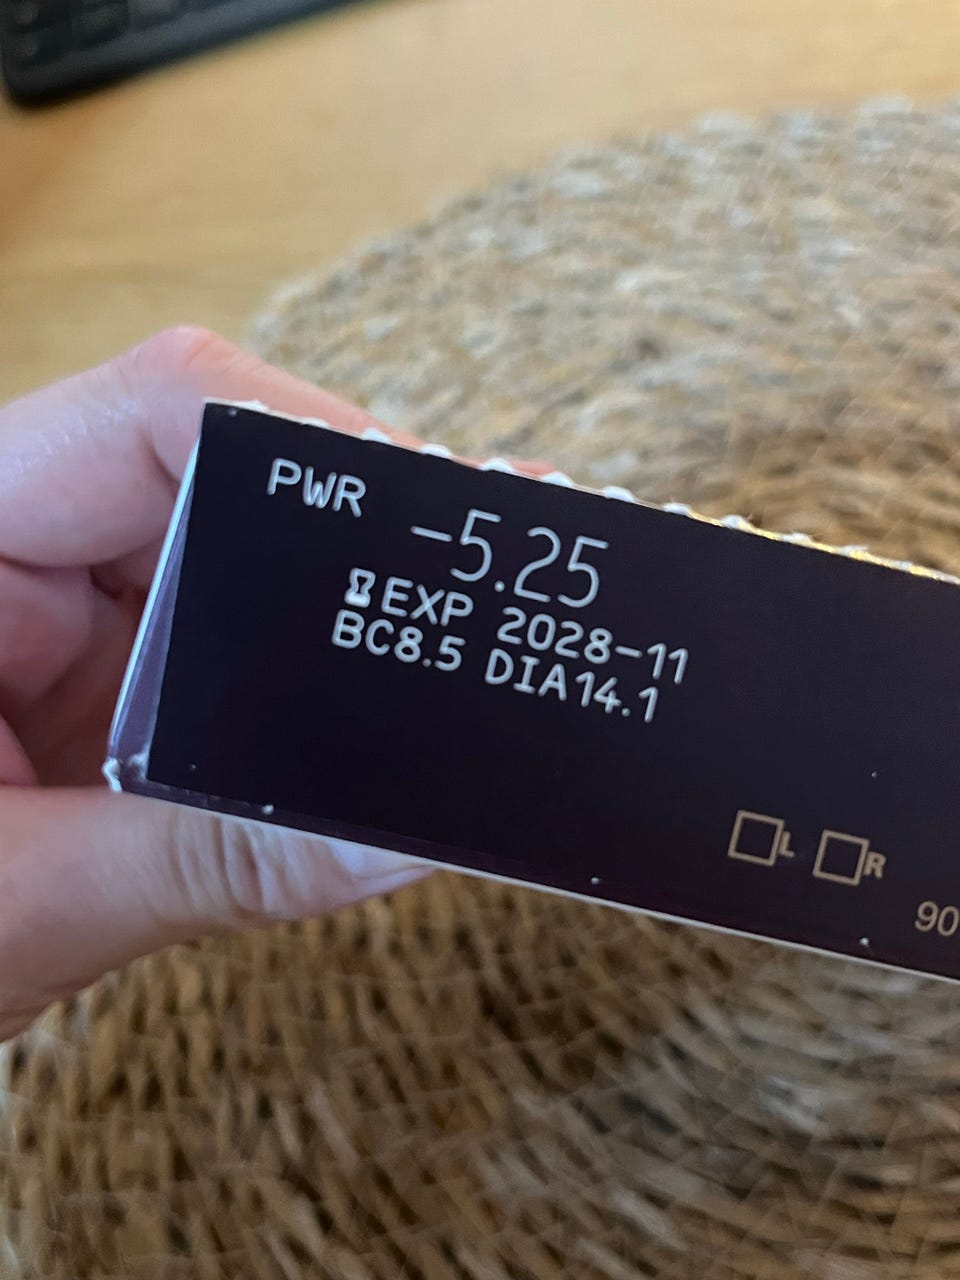 PWR -5.25
⌛EXP 2028-11
BC8.5 DIA14.1
L R
90